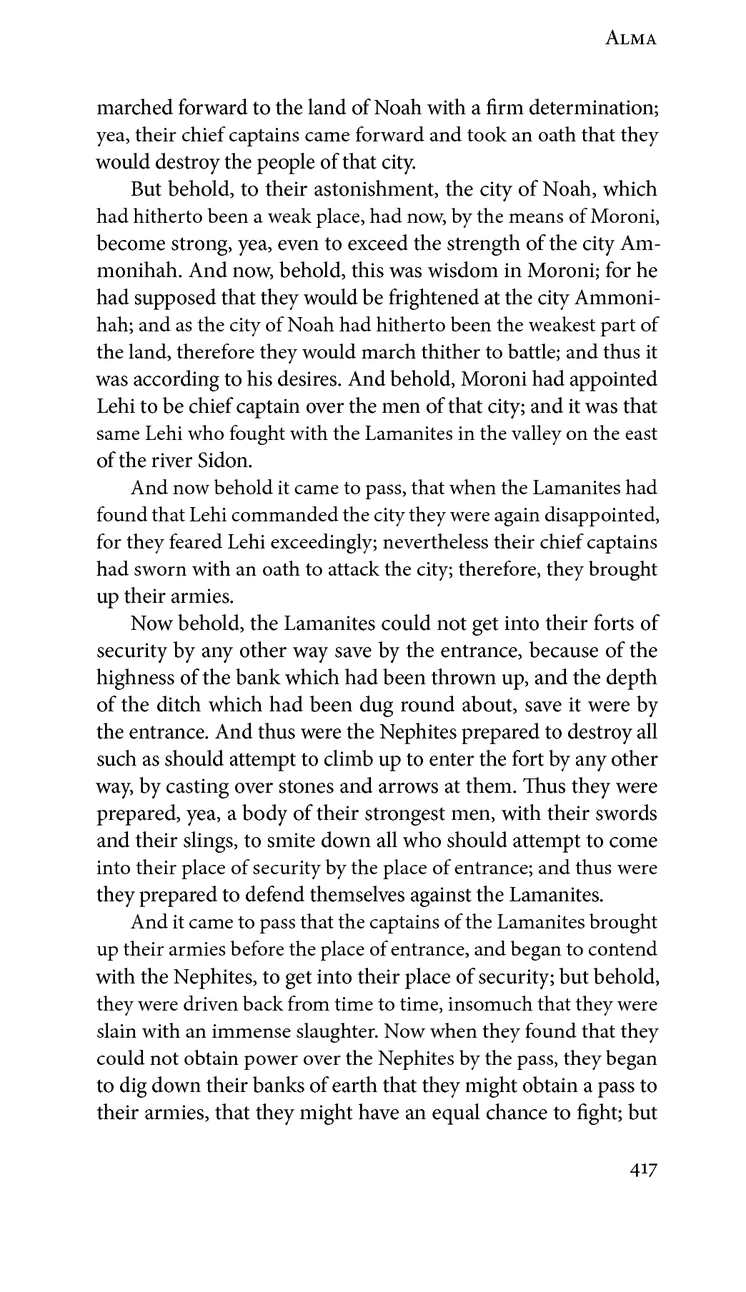 Alma
marched forward to the land of Noah with a firm determination;
yea, their chief captains came forward and took an oath that they
would destroy the people of that city.
But behold, to their astonishment, the city of Noah, which
had hitherto been a weak place, had now, by the means of Moroni,
become strong, yea, even to exceed the strength of the city Am-
monihah. And now, behold, this was wisdom in Moroni; for he
had supposed that they would be frightened at the city Ammoni-
hah; and as the city of Noah had hitherto been the weakest part of
the land, therefore they would march thither to battle; and thus it
was according to his desires. And behold, Moroni had appointed
Lehi to be chief captain over the men of that city; and it was that
same Lehi who fought with the Lamanites in the valley on the east
of the river Sidon.
And now behold it came to pass, that when the Lamanites had
found that Lehi commanded the city they were again disappointed,
for they feared Lehi exceedingly; nevertheless their chief captains
had sworn with an oath to attack the city; therefore, they brought
up their armies.
Now behold, the Lamanites could not get into their forts of
security by any other way save by the entrance, because of the
highness of the bank which had been thrown up, and the depth
of the ditch which had been dug round about, save it were by
the entrance. And thus were the Nephites prepared to destroy all
such as should attempt to climb up to enter the fort by any other
way, by casting over stones and arrows at them. Thus they were
prepared, yea, a body of their strongest men, with their swords
and their slings, to smite down all who should attempt to come
into their place of security by the place of entrance; and thus were
they prepared to defend themselves against the Lamanites.
And it came to pass that the captains of the Lamanites brought
up their armies before the place of entrance, and began to contend
with the Nephites, to get into their place of security; but behold,
they were driven back from time to time, insomuch that they were
slain with an immense slaughter. Now when they found that they
could not obtain power over the Nephites by the pass, they began
to dig down their banks of earth that they might obtain a pass to
their armies, that they might have an equal chance to fight; but
417